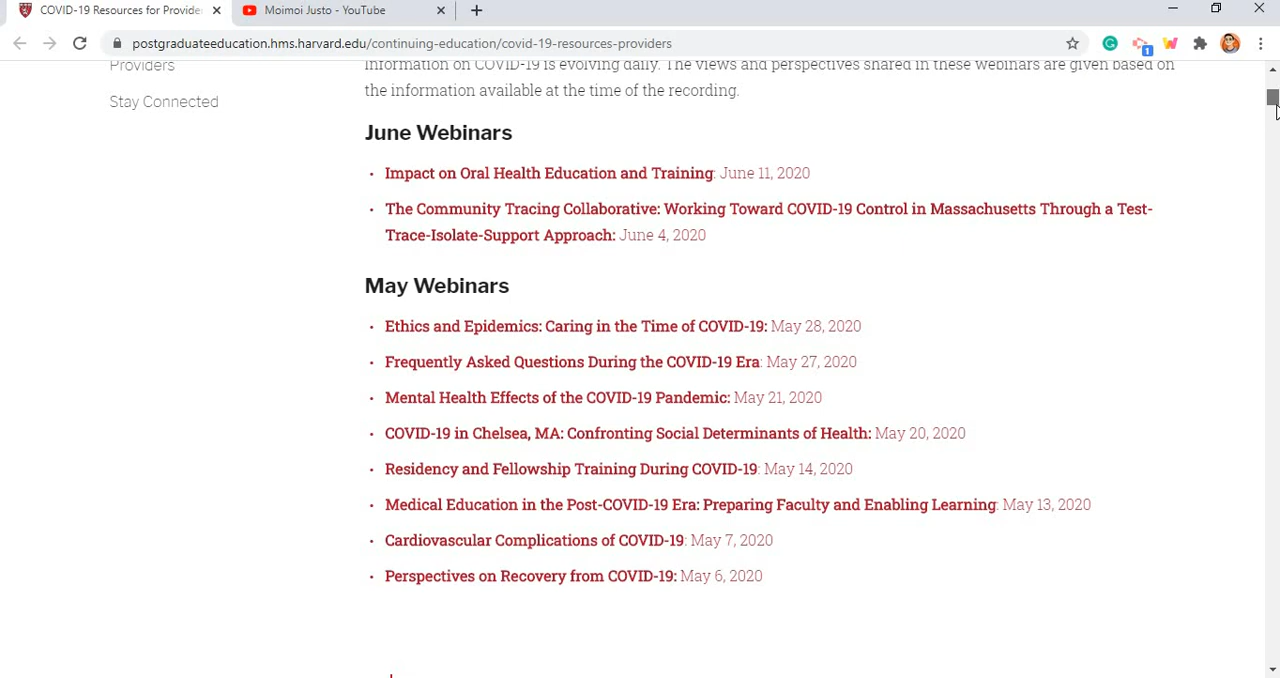 COVID-19 Resources for Provide
Moimoi Justo - YouTube
postgraduateeducation.hms.harvard.edu/continuing-education/covid-19-resources-providers
1
Providers
Stay Connected
Information on COVID-19 is evolving daily. The views and perspectives shared in these webinars are given based on
the information available at the time of the recording.
June Webinars
• Impact on Oral Health Education and Training: June 11, 2020
• The Community Tracing Collaborative: Working Toward COVID-19 Control in Massachusetts Through a Test-
Trace-Isolate-Support Approach: June 4, 2020
May Webinars
• Ethics and Epidemics: Caring in the Time of COVID-19: May 28, 2020
• Frequently Asked Questions During the COVID-19 Era: May 27, 2020
• Mental Health Effects of the COVID-19 Pandemic: May 21, 2020
• COVID-19 in Chelsea, MA: Confronting Social Determinants of Health: May 20, 2020
• Residency and Fellowship Training During COVID-19: May 14, 2020
• Medical Education in the Post-COVID-19 Era: Preparing Faculty and Enabling Learning: May 13, 2020
• Cardiovascular Complications of COVID-19: May 7, 2020
• Perspectives on Recovery from COVID-19: May 6, 2020